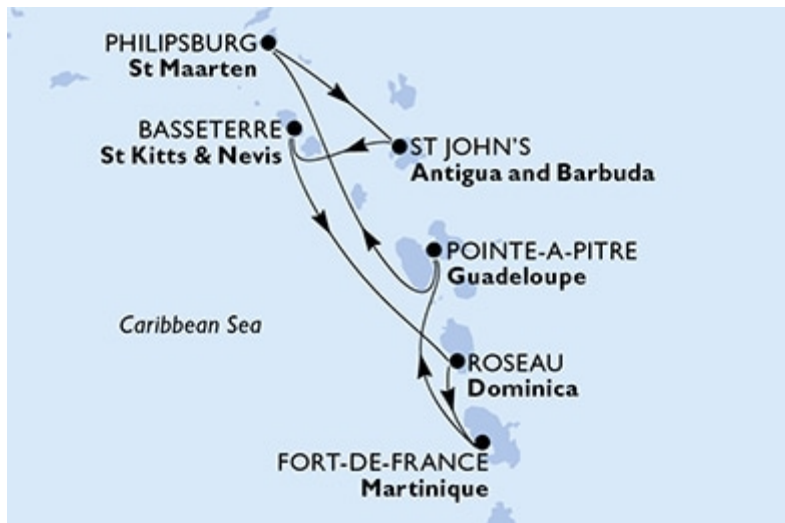 PHILIPSBURG
St Maarten
BASSETERRE
St Kitts & Nevis
ST JOHN'S
Antigua and Barbuda
POINTE-A-PITRE
Guadeloupe
Caribbean Sea
ROSEAU
Dominica
FORT-DE-FRANCE
Martinique